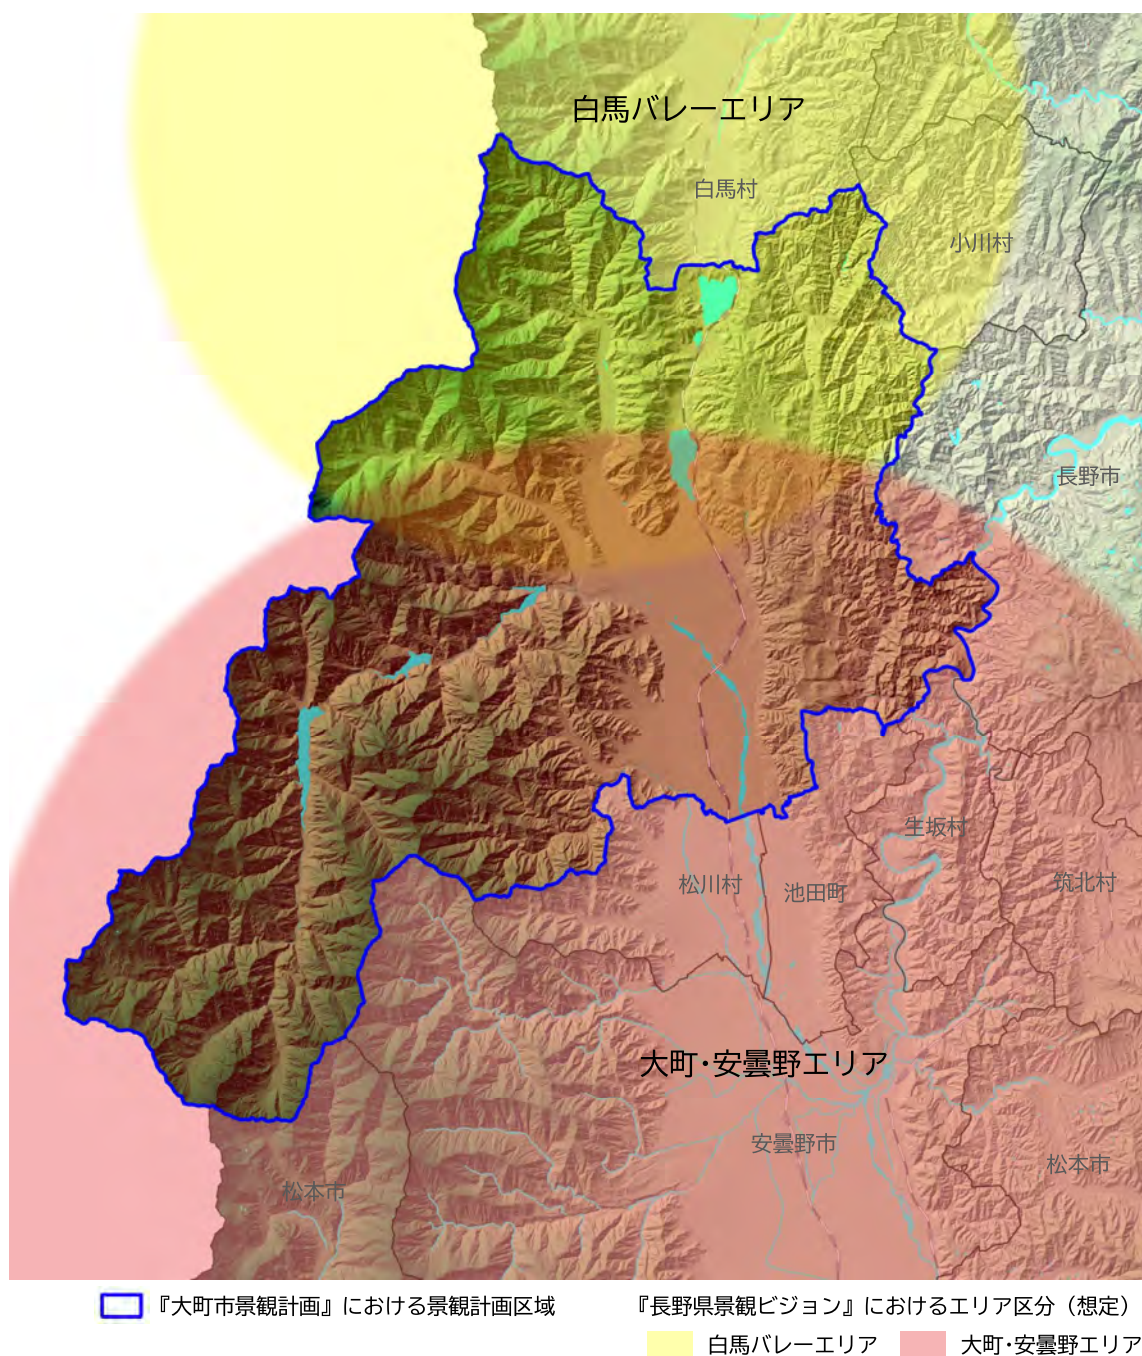 白馬バレーエリア
白馬村
小川村
長野市
生坂村
松川村
池田町
筑北村
大町・安曇野エリア
安曇野市
松本市
松本市
『大町市景観計画』における景観計画区域
『長野県景観ビジョン』におけるエリア区分（想定）
白馬バレーエリア
大町・安曇野エリア